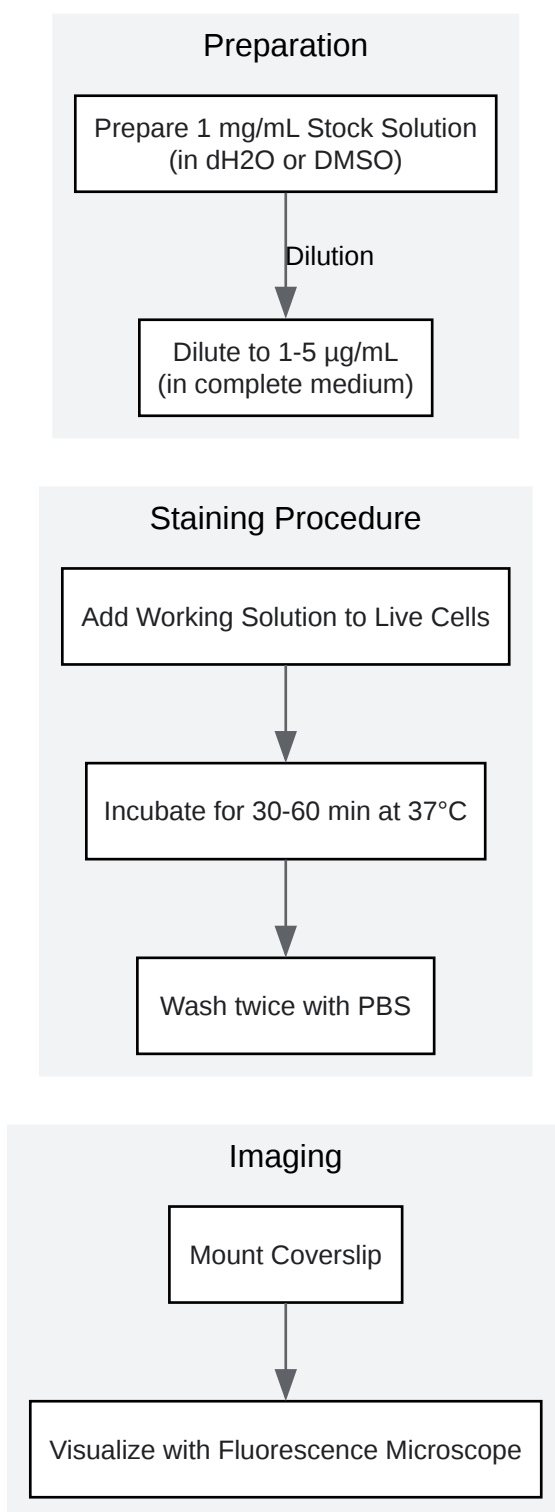 Preparation
Prepare 1 mg/mL Stock Solution
(in dH2O or DMSO)
Dilution
Dilute to 1-5 µg/mL
(in complete medium)
Staining Procedure
Add Working Solution to Live Cells
Incubate for 30-60 min at 37°C
Wash twice with PBS
Imaging
Mount Coverslip
Visualize with Fluorescence Microscope